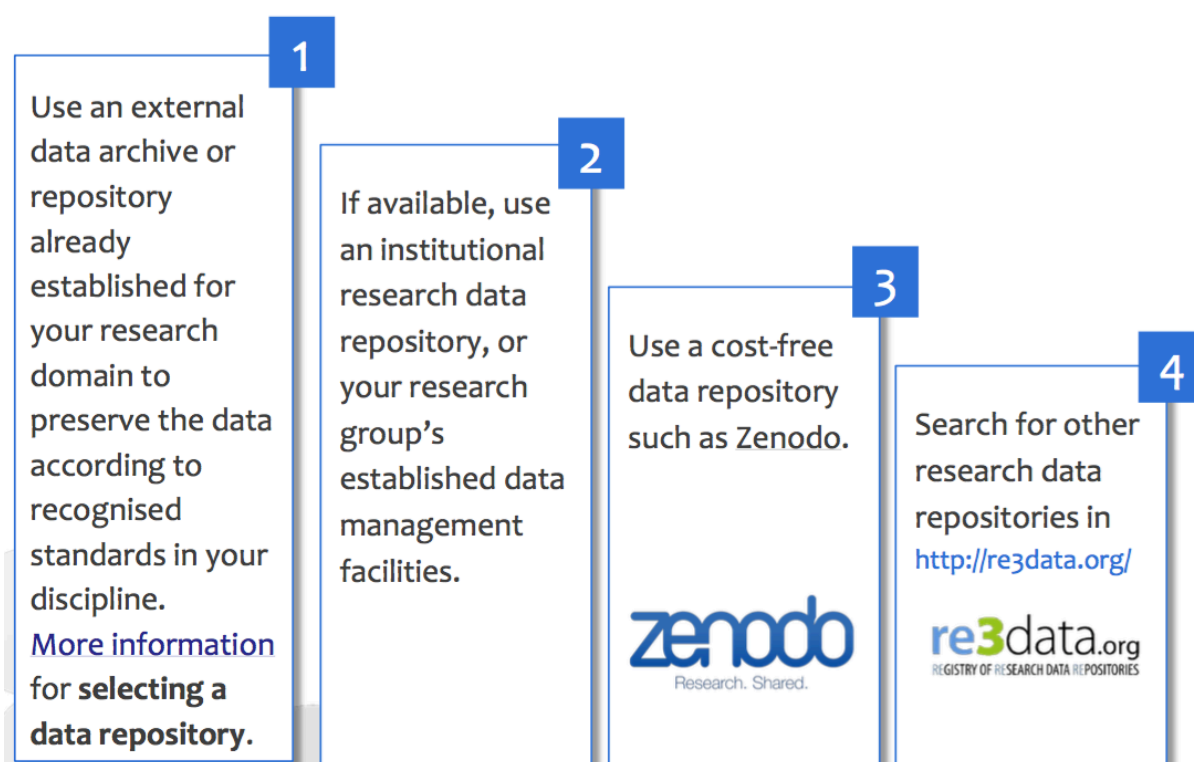 1
Use an external
data archive or
repository
already
established for
your research
domain to
preserve the data
according to
recognised
standards in your
discipline.
More information
for selecting a
data repository.
2
If available, use
an institutional
research data
repository, or
your research
group's
established data
management
facilities.
3
Use a cost-free
data repository
such as Zenodo.
zenodo
Research. Shared.
4
Search for other
research data
repositories in
http://re3data.org/
re3data.org
REGISTRY OF RESEARCH DATA REPOSITORIES